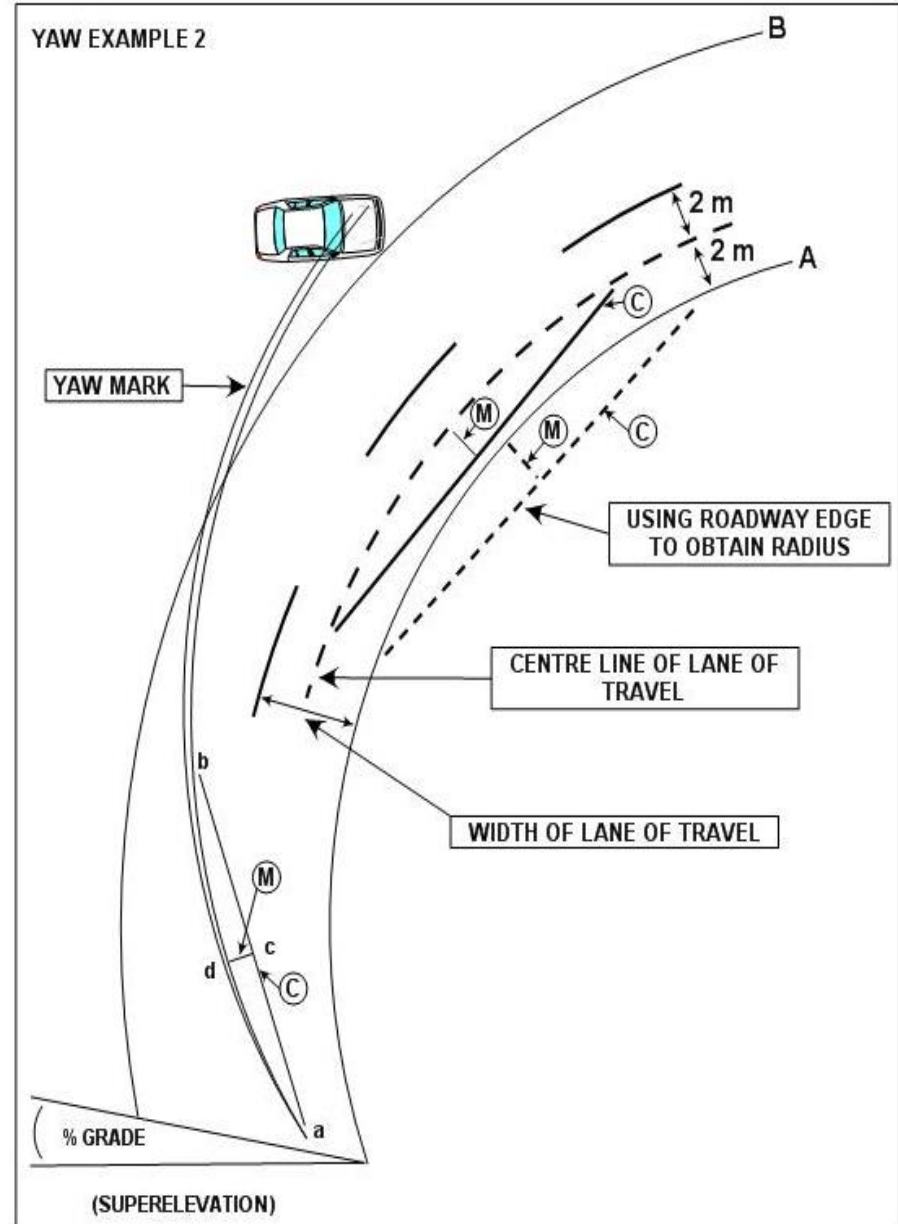 YAW EXAMPLE 2
B
2 m
2 m
A
C
YAW MARK
M
M
C
USING ROADWAY EDGE
TO OBTAIN RADIUS
CENTRE LINE OF LANE OF
TRAVEL
b
WIDTH OF LANE OF TRAVEL
M
c
d
C
a
% GRADE
(SUPERELEVATION)